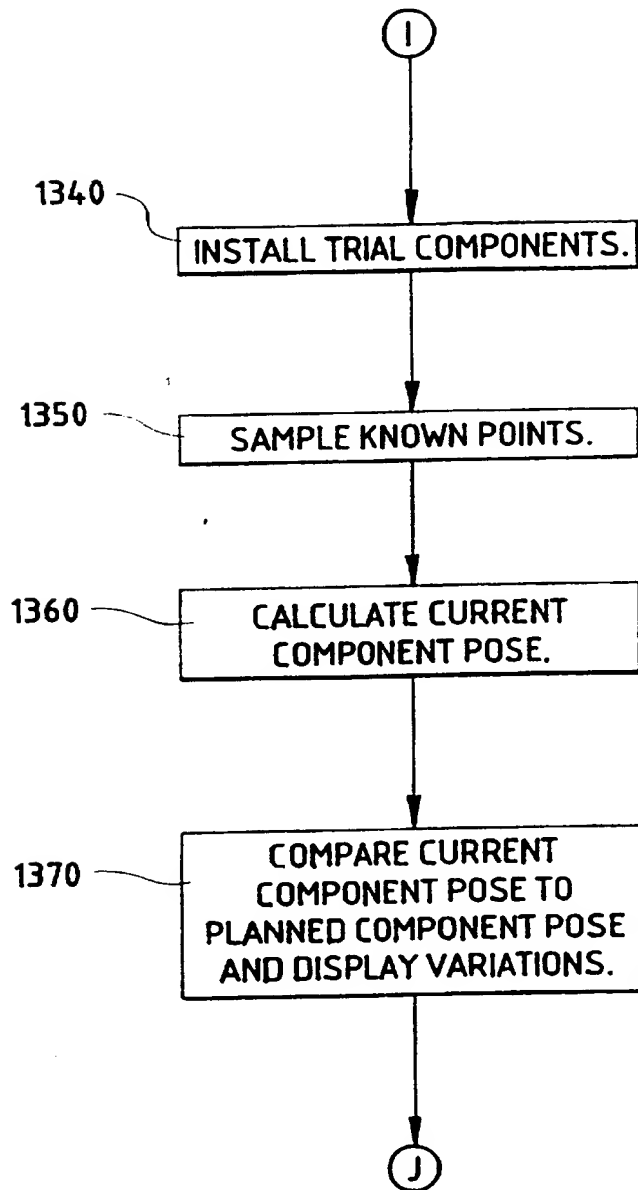 I
1340
INSTALL TRIAL COMPONENTS.
1350
SAMPLE KNOWN POINTS.
1360
CALCULATE CURRENT
COMPONENT POSE.
1370
COMPARE CURRENT
COMPONENT POSE TO
PLANNED COMPONENT POSE
AND DISPLAY VARIATIONS.
J